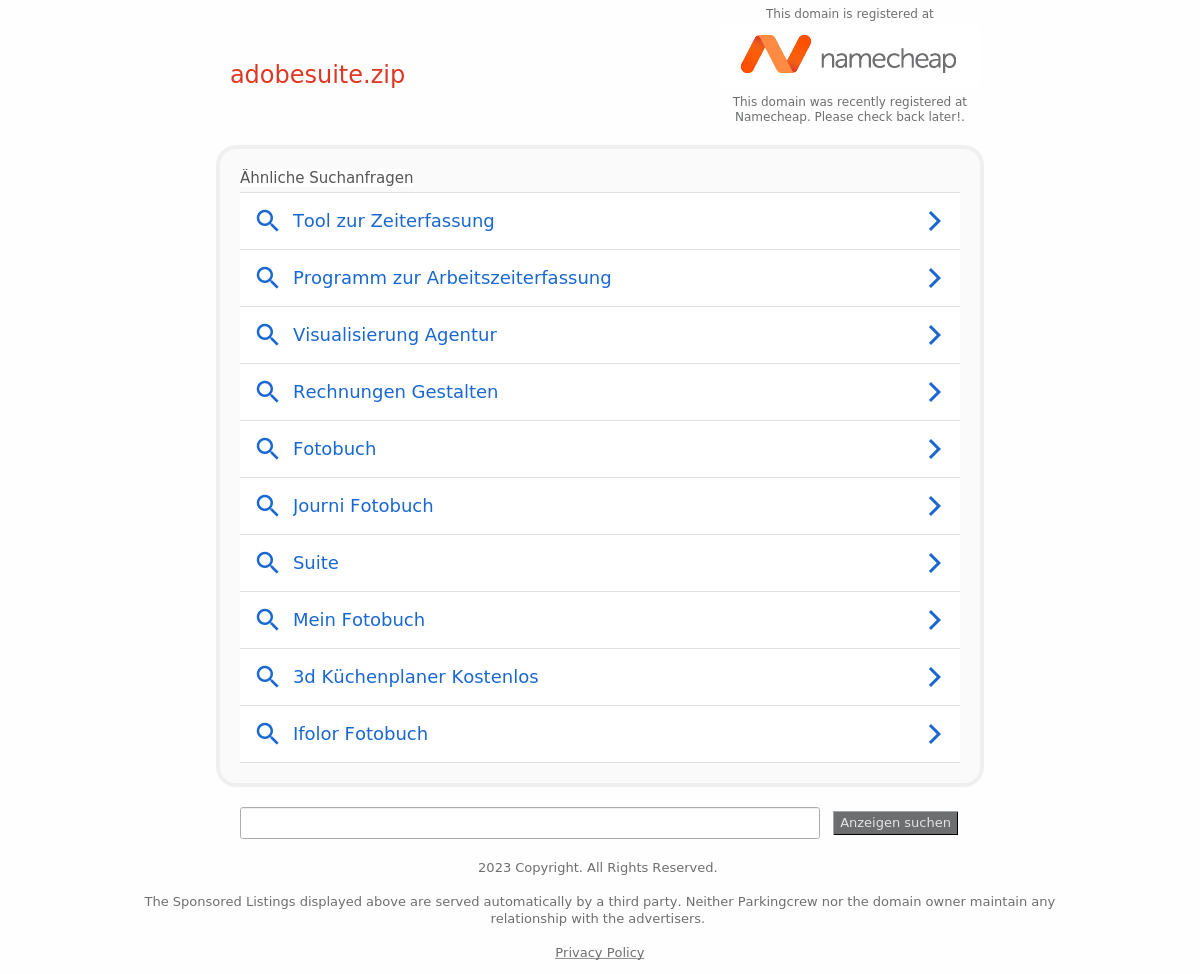 This domain is registered at
namecheap
adobesuite.zip
This domain was recently registered at
Namecheap. Please check back later!.
Ähnliche Suchanfragen
Tool zur Zeiterfassung
Programm zur Arbeitszeiterfassung
Visualisierung Agentur
Rechnungen Gestalten
Fotobuch
Journi Fotobuch
Suite
Mein Fotobuch
3d Küchenplaner Kostenlos
Ifolor Fotobuch
Anzeigen suchen
2023 Copyright. All Rights Reserved.
The Sponsored Listings displayed above are served automatically by a third party. Neither Parkingcrew nor the domain owner maintain any
relationship with the advertisers.
Privacy Policy